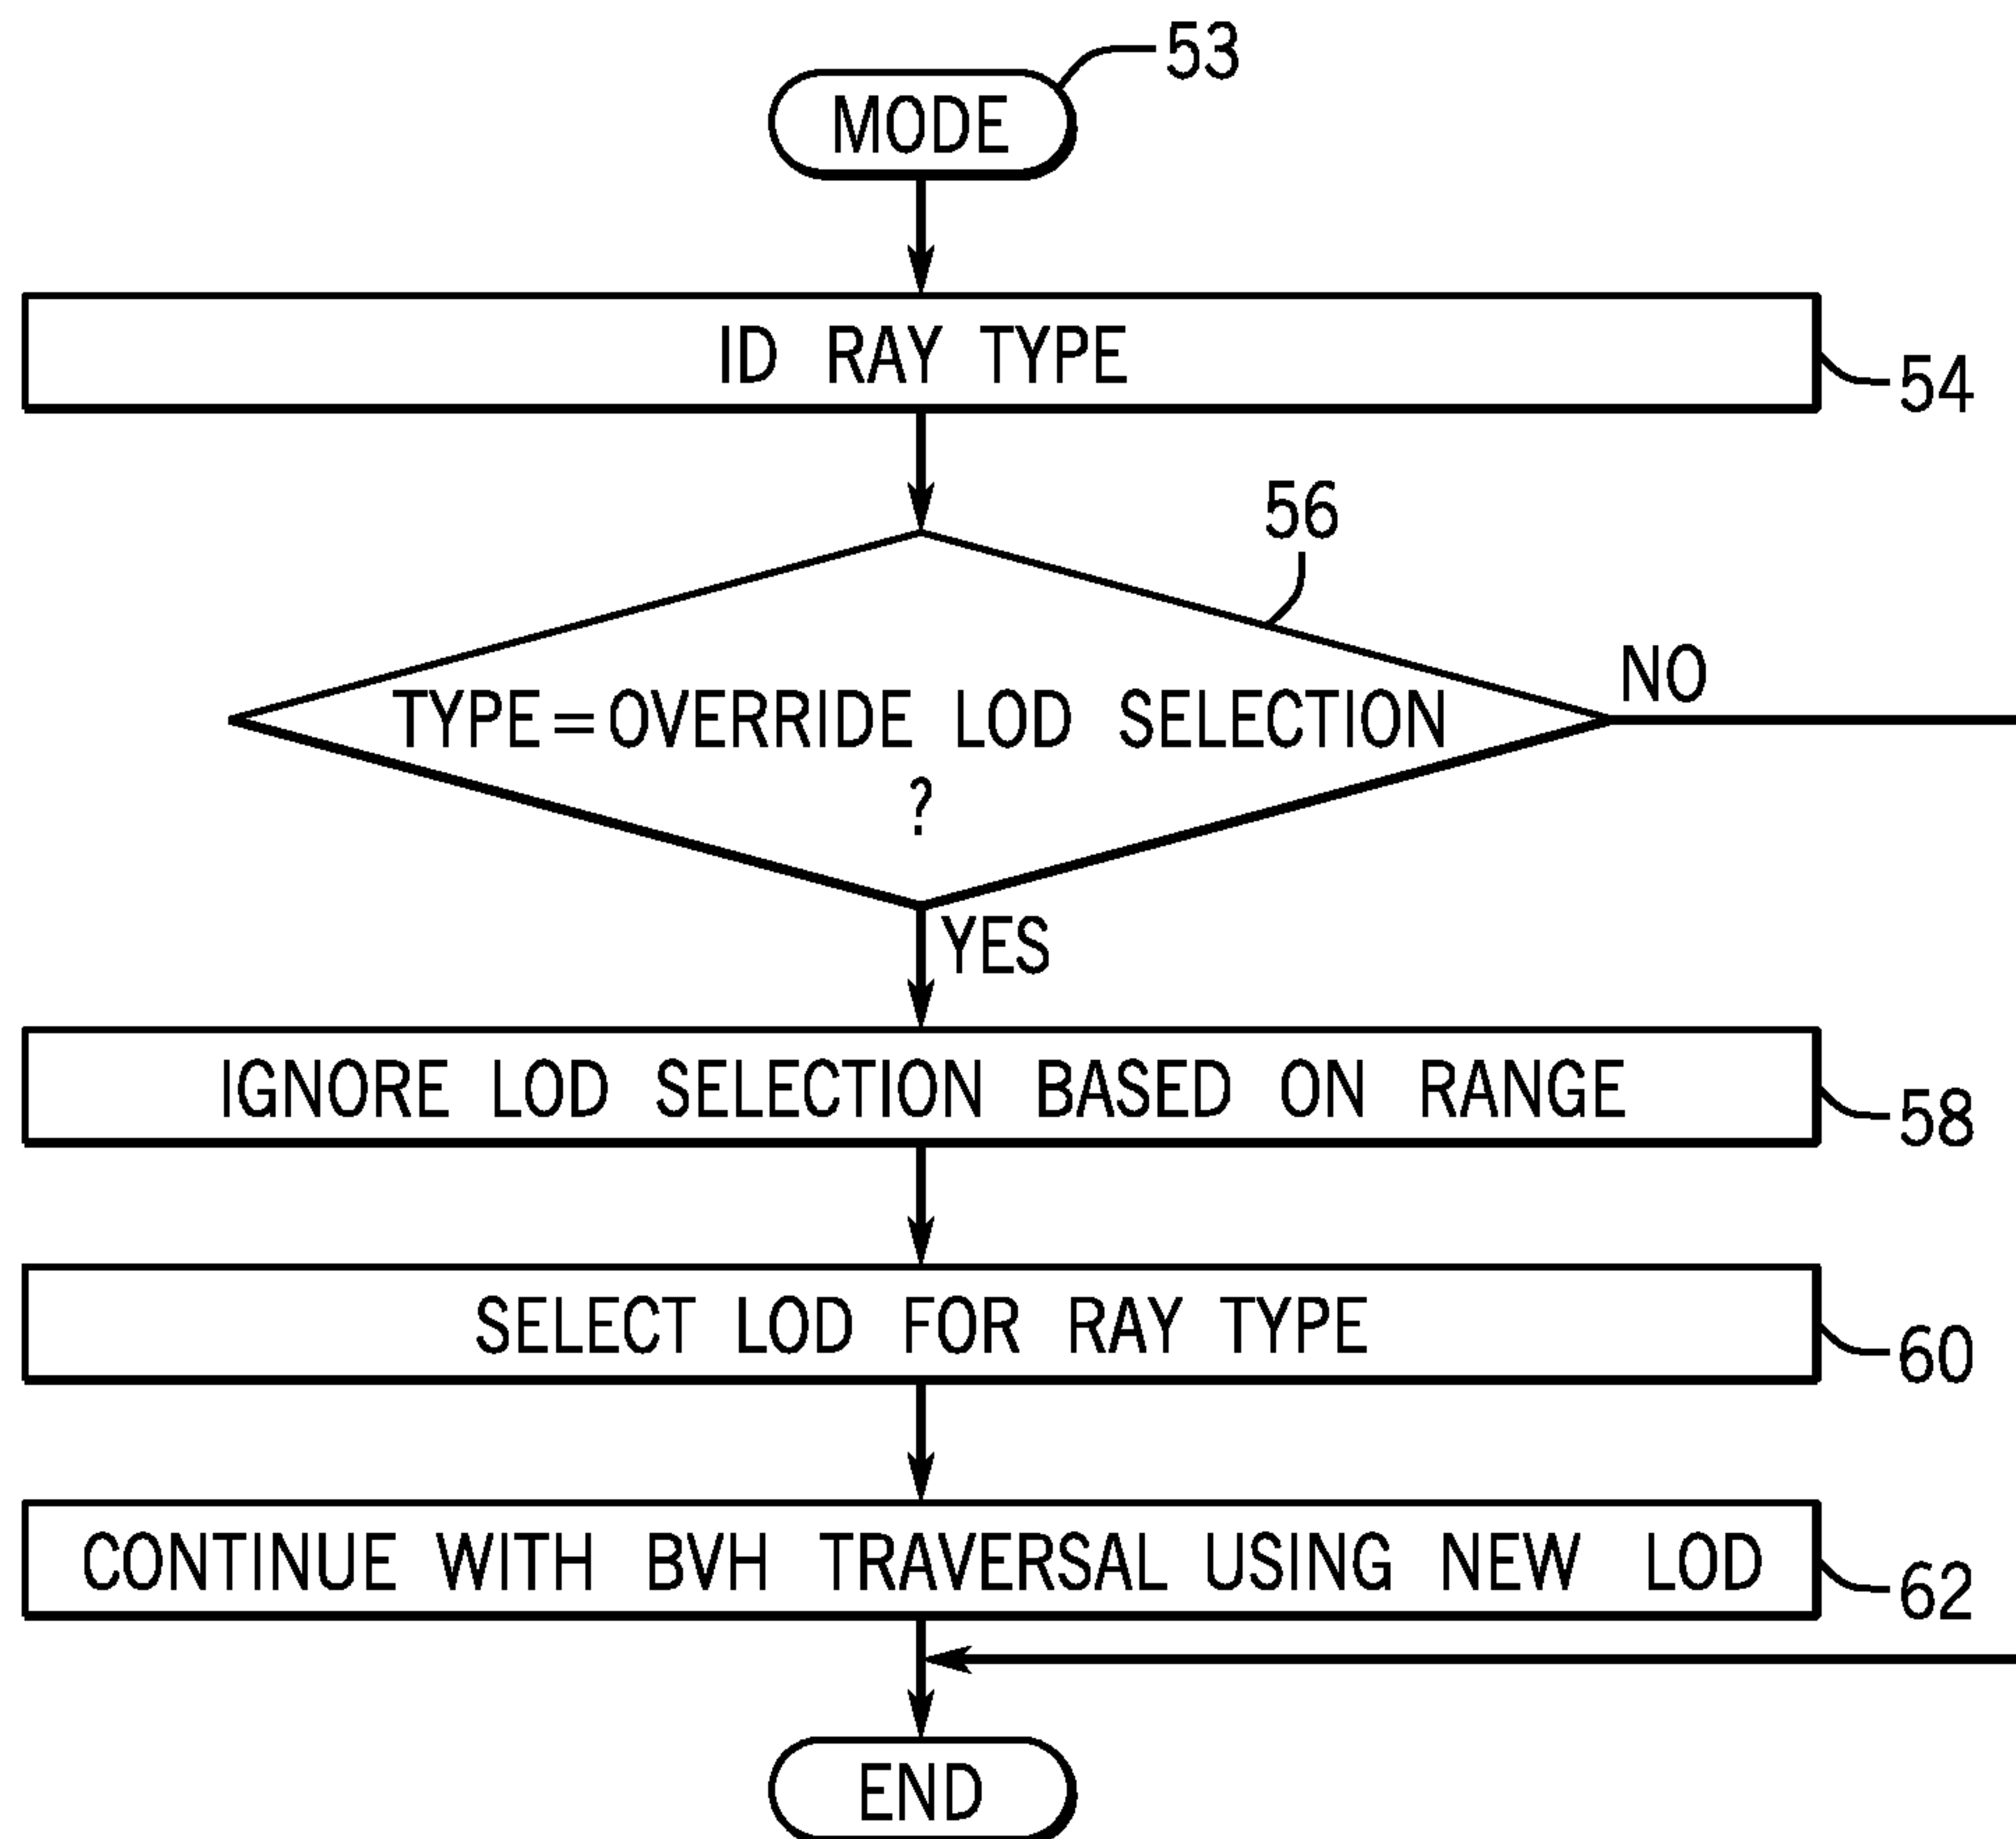 53
MODE
ID RAY TYPE
54
56
TYPE=OVERRIDE LOD SELECTION
?
NO
YES
IGNORE LOD SELECTION BASED ON RANGE
58
SELECT LOD FOR RAY TYPE
60
CONTINUE WITH BVH TRAVERSAL USING NEW LOD
62
END